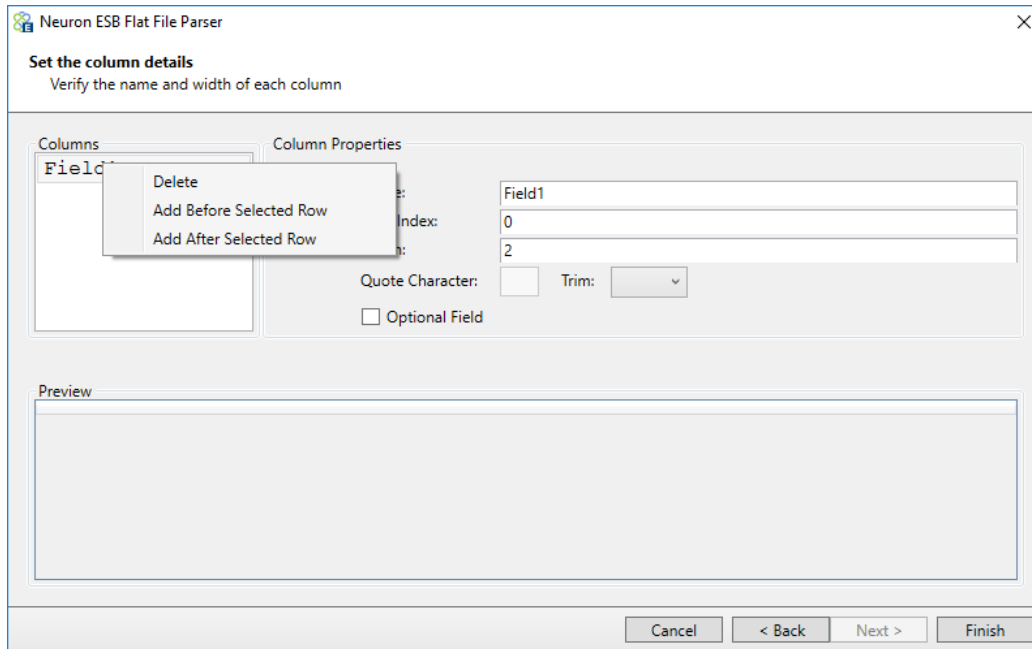 Neuron ESB Flat File Parser
Set the column details
Verify the name and width of each column
Columns
Column Properties
Field
Delete
Add Before Selected Row
Add After Selected Row
Field1
Index:
0
2
Quote Character:
Trim:
Optional Field
Preview
Cancel
< Back
Next >
Finish